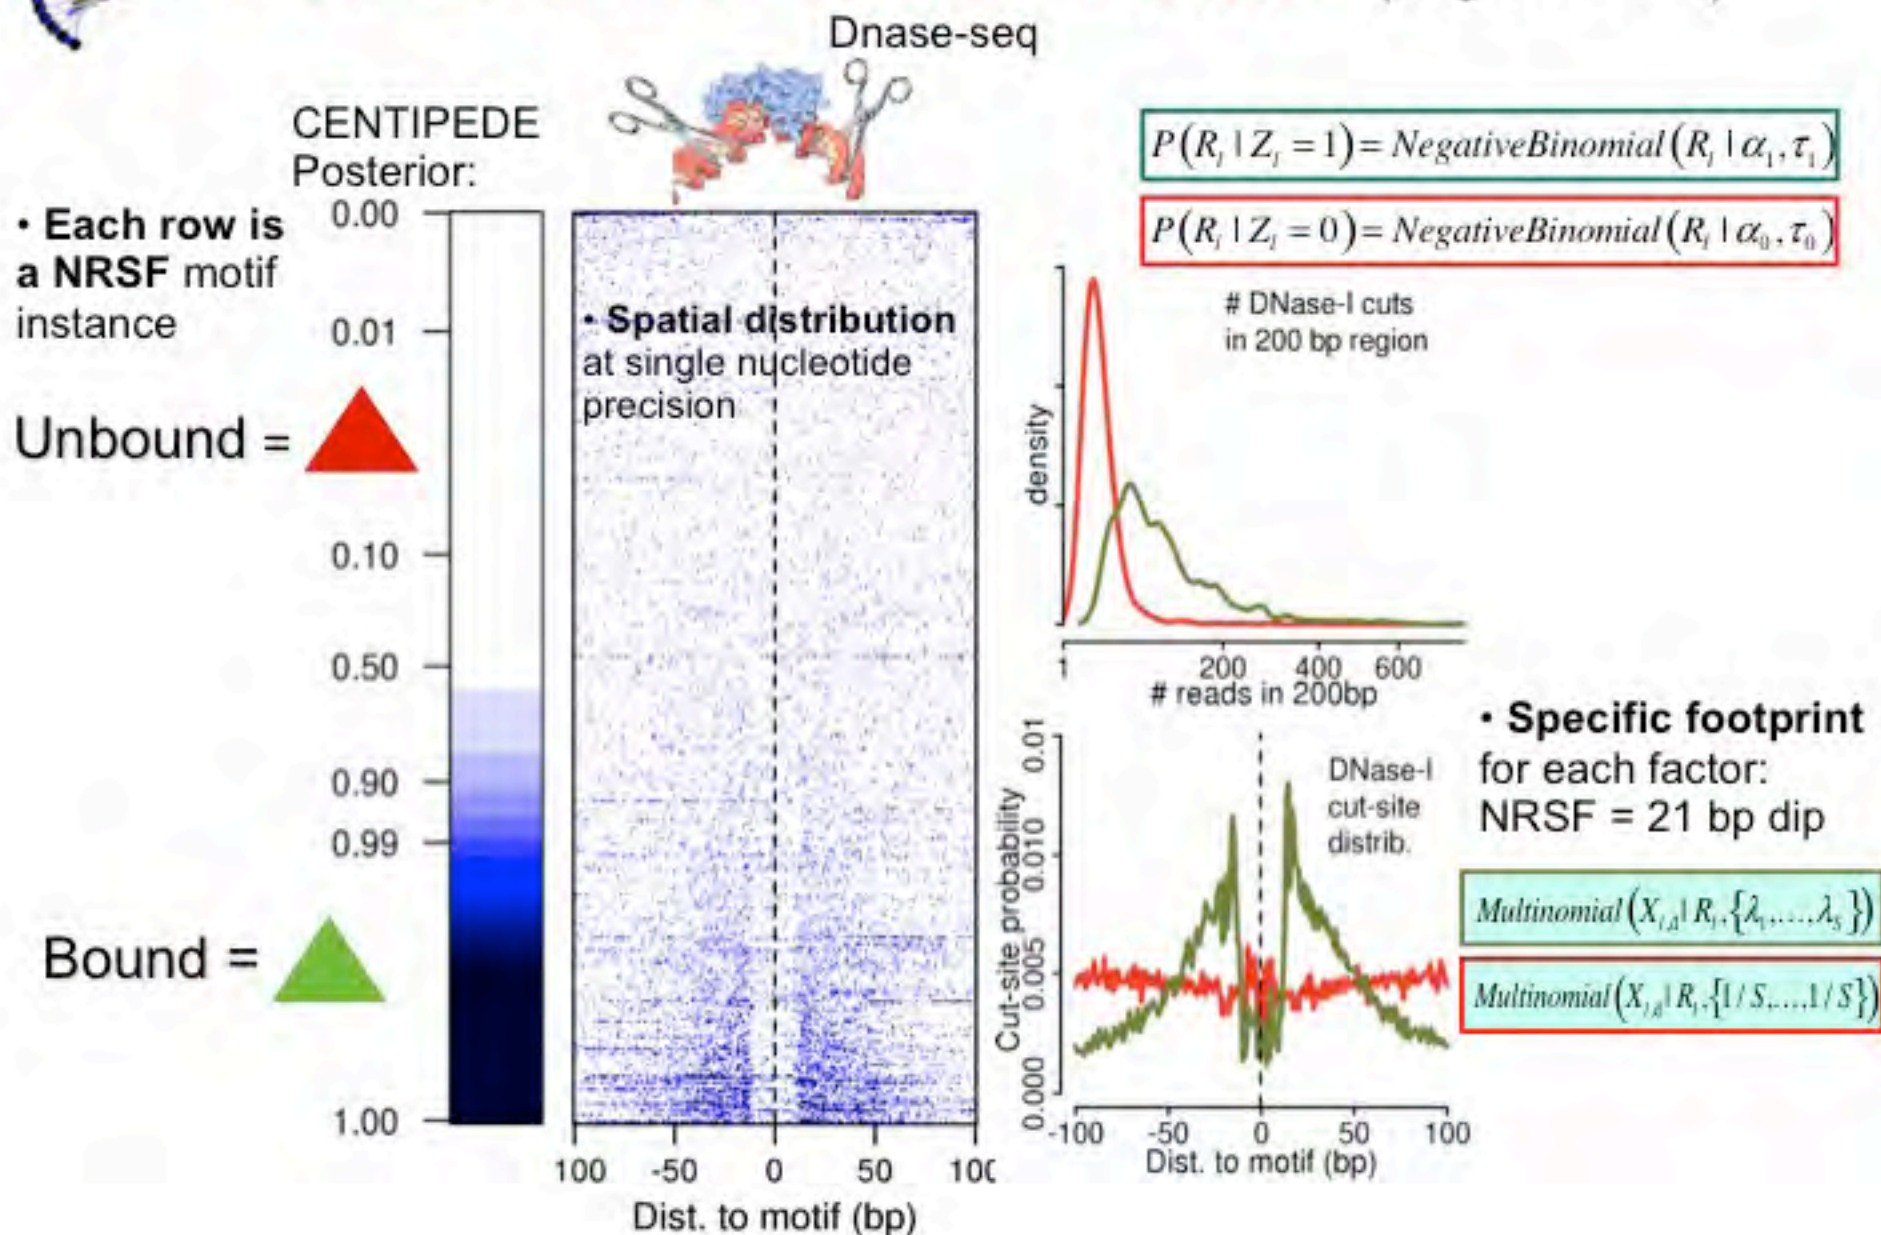 Dnase-seq
CENTIPEDE
Posterior:
• Each row is
a NRSF motif
instance
0.00
0.01
0.10
0.50
0.90
0.99
1.00
Unbound =
Bound =
• Spatial distribution
at single nucleotide
precision
100 -50 0 50 100
Dist. to motif (bp)
P(R_l | Z_l = 1) = NegativeBinomial(R_l | α_1, τ_1)
P(R_l | Z_l = 0) = NegativeBinomial(R_l | α_0, τ_0)
# DNase-I cuts
in 200 bp region
density
1 200 400 600
# reads in 200bp
• Specific footprint
for each factor:
NRSF = 21 bp dip
DNase-I
cut-site
distrib.
Cut-site probability
0.000 0.005 0.010 0.01
-100 -50 0 50 100
Dist. to motif (bp)
Multinomial(X_{l,d} | R_l, {λ_1,...,λ_S})
Multinomial(X_{l,d} | R_l, {1/S,...,1/S})